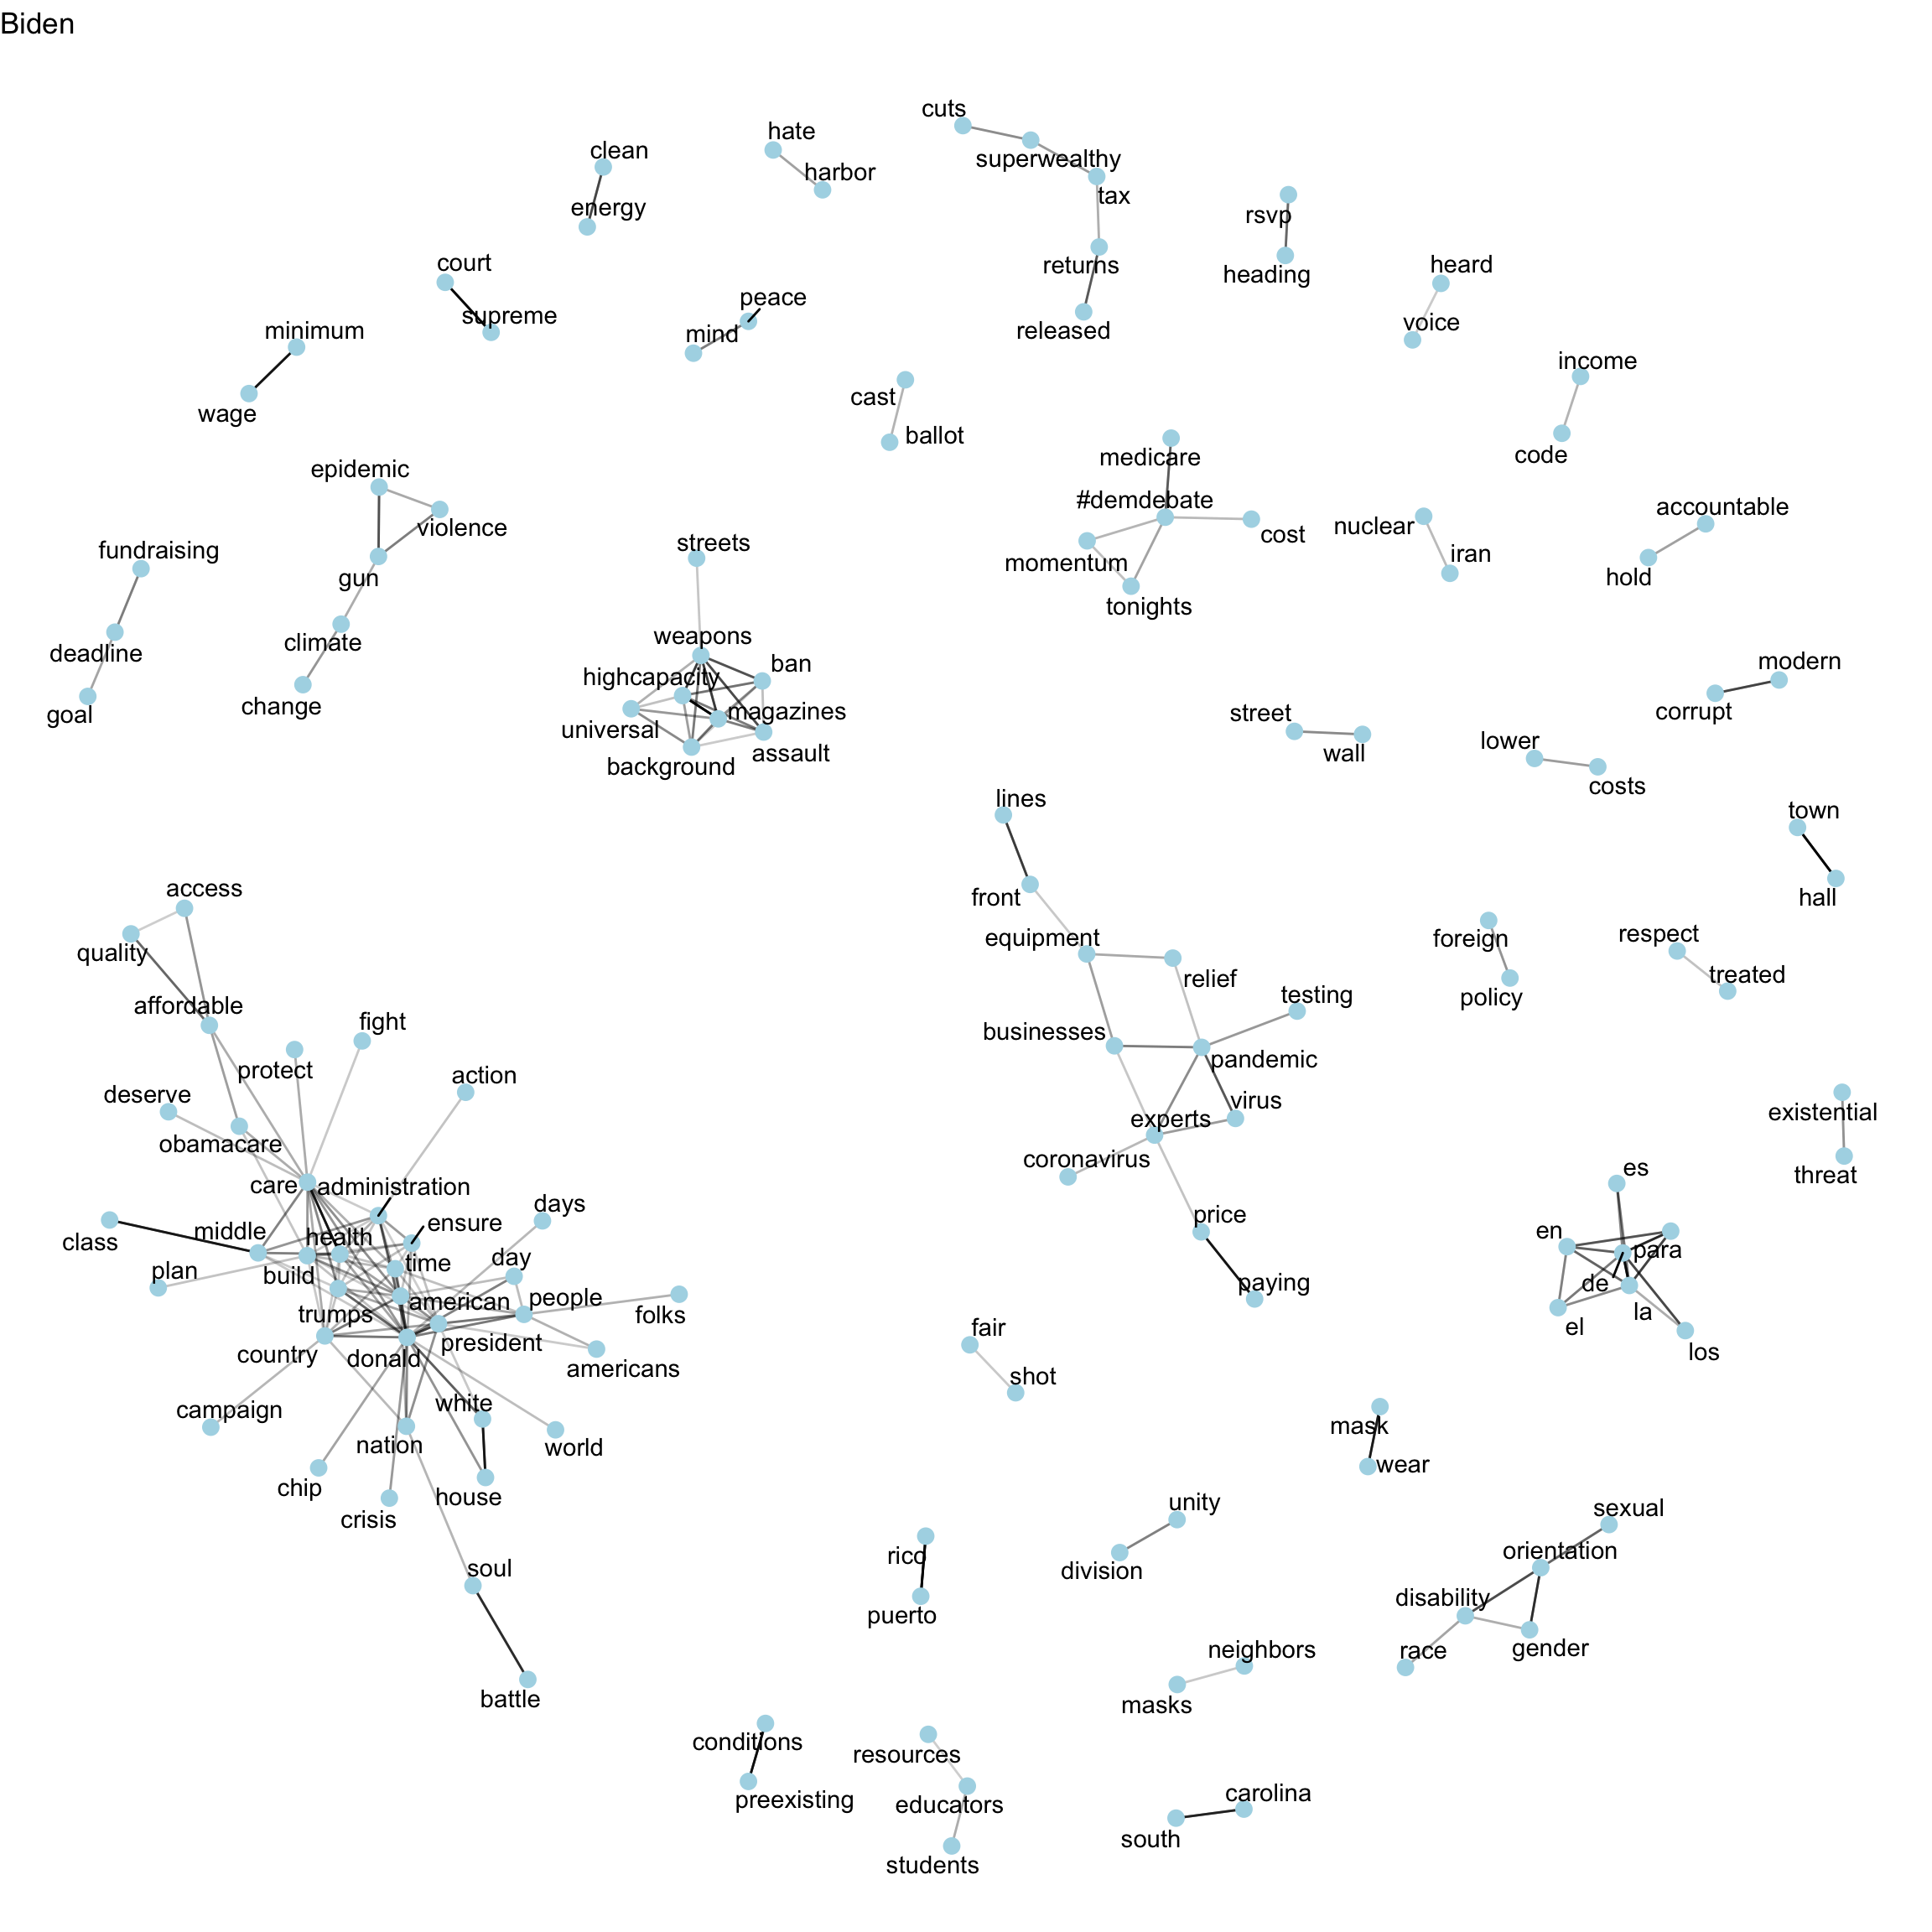 Biden
cuts
hate
clean
superwealthy
harbor
tax
energy
rsvp
court
heard
returns
heading
peace
supreme
voice
minimum
released
mind
income
cast
wage
ballot
code
medicare
epidemic
#demdebate
accountable
violence
nuclear
cost
streets
fundraising
iran
momentum
gun
hold
tonights
weapons
climate
deadline
ban
modern
highcapacity
change
goal
magazines
corrupt
street
universal
lower
wall
assault
background
costs
lines
town
access
front
hall
respect
equipment
foreign
quality
treated
relief
testing
policy
affordable
fight
businesses
pandemic
protect
action
deserve
virus
existential
experts
obamacare
coronavirus
es
threat
care
administration
days
price
ensure
middle
en
health
class
para
day
time
plan
build
de
paying
people
american
la
trumps
folks
el
fair
president
los
country
donald
americans
shot
white
campaign
mask
nation
world
wear
chip
house
unity
sexual
crisis
orientation
rico
soul
division
disability
puerto
gender
race
neighbors
battle
masks
conditions
resources
carolina
preexisting
educators
south
students